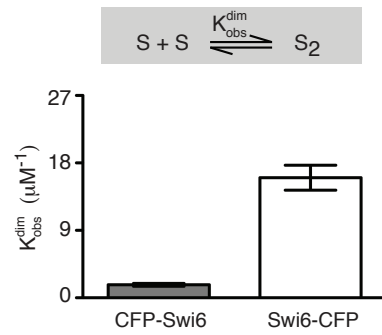 K_obs^dim
S + S ⇌ S₂
27
18
9
0
K_obs^dim (μM⁻¹)
CFP-Swi6 Swi6-CFP